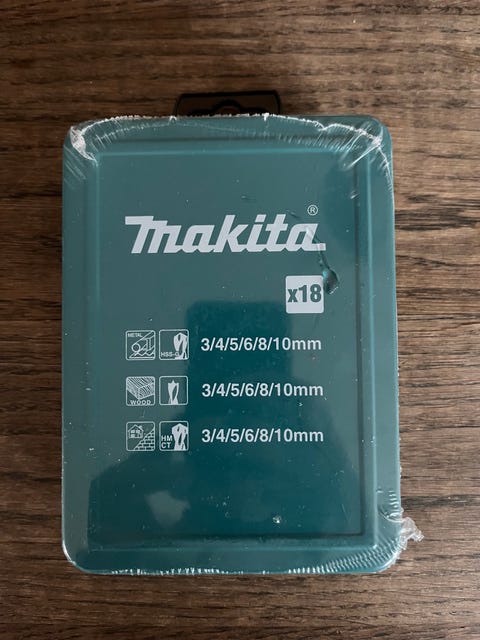 makita®
x18
METAL HSS-G 3/4/5/6/8/10mm
WOOD 3/4/5/6/8/10mm
HM CT 3/4/5/6/8/10mm